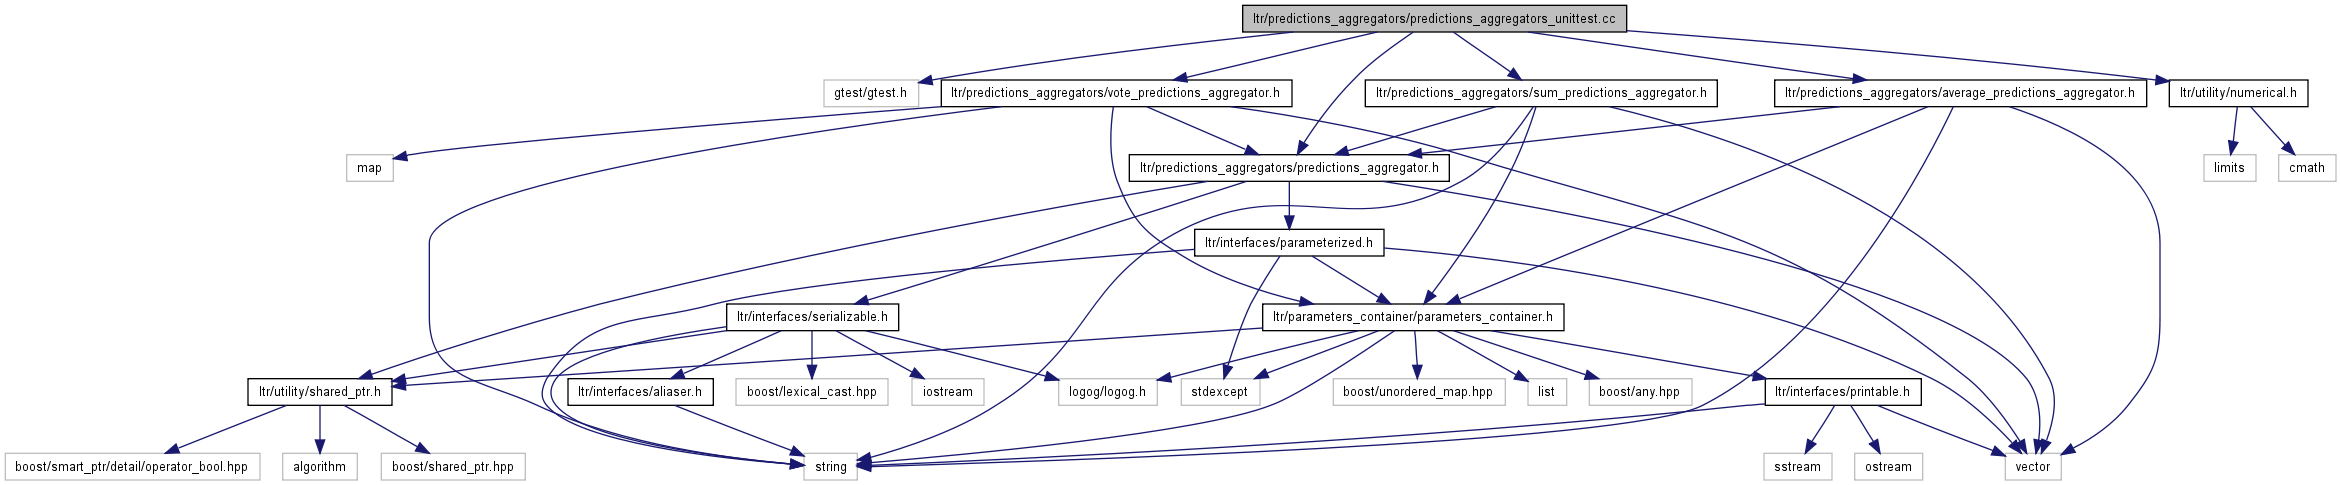 ltr/predictions_aggregators/predictions_aggregators_unittest.cc
gtest/gtest.h
ltr/predictions_aggregators/vote_predictions_aggregator.h
ltr/predictions_aggregators/sum_predictions_aggregator.h
ltr/predictions_aggregators/average_predictions_aggregator.h
ltr/utility/numerical.h
map
ltr/predictions_aggregators/predictions_aggregator.h
limits
cmath
ltr/interfaces/parameterized.h
ltr/interfaces/serializable.h
ltr/parameters_container/parameters_container.h
ltr/utility/shared_ptr.h
ltr/interfaces/aliaser.h
boost/lexical_cast.hpp
iostream
logog/logog.h
stdexcept
boost/unordered_map.hpp
list
boost/any.hpp
ltr/interfaces/printable.h
boost/smart_ptr/detail/operator_bool.hpp
algorithm
boost/shared_ptr.hpp
string
sstream
ostream
vector